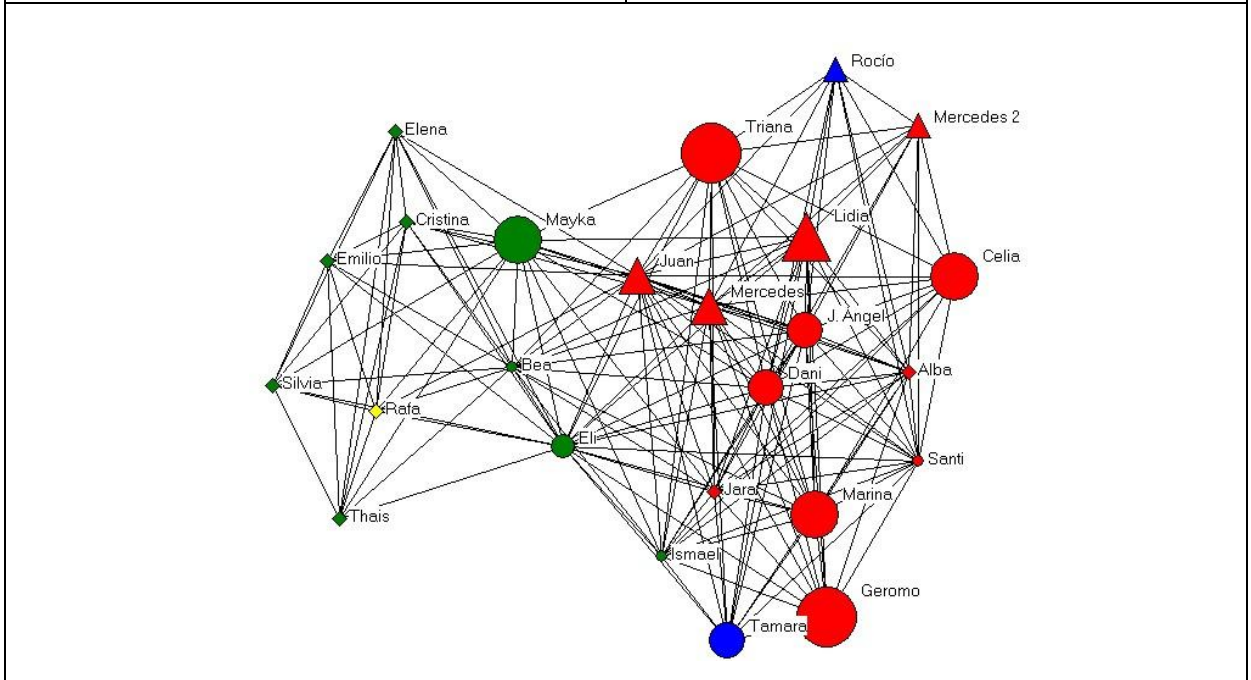 Rocío
Mercedes 2
Triana
Elena
Lidia
Cristina
Mayka
Emilio
Juan
Celia
Mercedes
J. Angel
Bea
Dani
Alba
Silvia
Rafa
Eli
Santi
Jara
Marina
Thais
Ismael
Geromo
Tamara